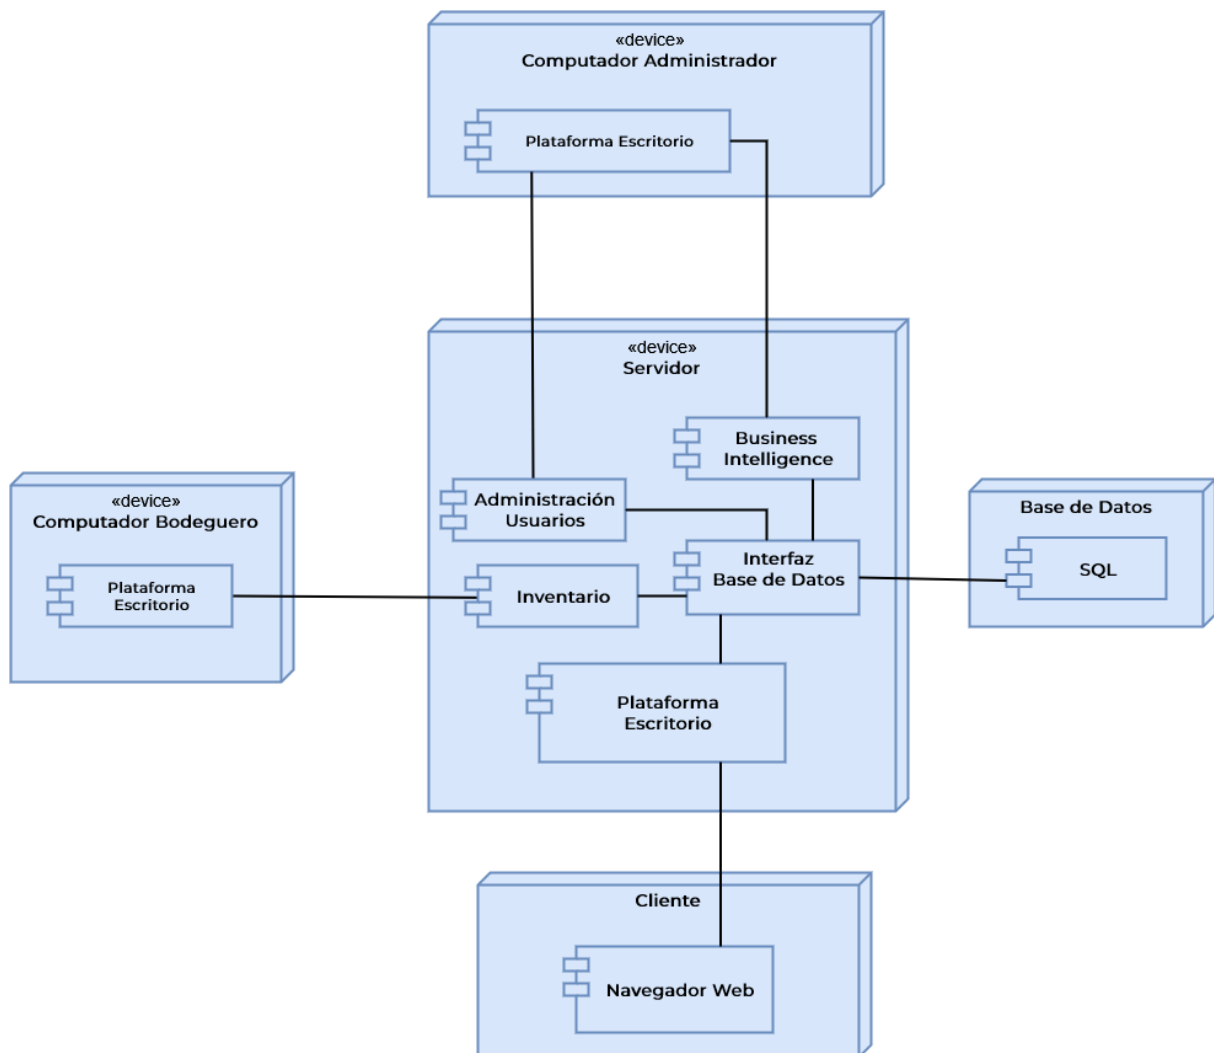 «device»
Computador Administrador
Plataforma Escritorio
«device»
Servidor
Business
Intelligence
Administración
Usuarios
Interfaz
Base de Datos
Inventario
Plataforma
Escritorio
«device»
Computador Bodeguero
Plataforma
Escritorio
Base de Datos
SQL
Cliente
Navegador Web